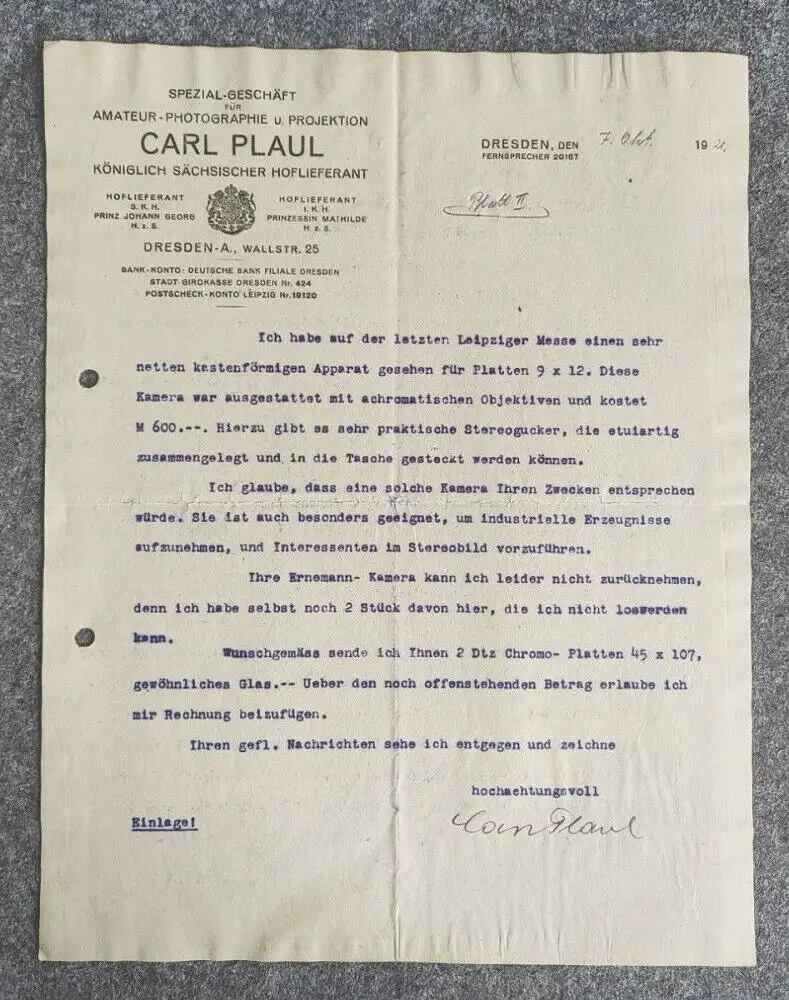 SPEZIAL-GESCHÄFT
FÜR
AMATEUR-PHOTOGRAPHIE U. PROJEKTION
CARL PLAUL
KÖNIGLICH SÄCHSISCHER HOFLIEFERANT
HOFLIEFERANT
S. K. H.
PRINZ JOHANN GEORG
H. z. S.
HOFLIEFERANT
I. K. H.
PRINZESSIN MATHILDE
H. z. S.
DRESDEN-A., WALLSTR. 25
BANK-KONTO: DEUTSCHE BANK FILIALE DRESDEN
STADT GIROKASSE DRESDEN Nr. 424
POSTSCHECK-KONTO LEIPZIG Nr. 19120
DRESDEN, DEN 7. Okt. 1921.
FERNSPRECHER 20167
Blatt II.
Ich habe auf der letzten Leipziger Messe einen sehr
netten kastenförmigen Apparat gesehen für Platten 9 x 12. Diese
Kamera war ausgestattet mit achromatischen Objektiven und kostet
M 600.--. Hierzu gibt es sehr praktische Stereogucker, die etuiartig
zusammengelegt und in die Tasche gesteckt werden können.
Ich glaube, dass eine solche Kamera Ihren Zwecken entsprechen
würde. Sie ist auch besonders geeignet, um industrielle Erzeugnisse
aufzunehmen, und Interessenten im Stereobild vorzuführen.
Ihre Ernemann- Kamera kann ich leider nicht zurücknehmen,
denn ich habe selbst noch 2 Stück davon hier, die ich nicht loswerden
kann.
Wunschgemäss sende ich Ihnen 2 Dtz Chromo- Platten 45 x 107,
gewöhnliches Glas.-- Ueber den noch offenstehenden Betrag erlaube ich
mir Rechnung beizufügen.
Ihren gefl. Nachrichten sehe ich entgegen und zeichne
hochachtungsvoll
Carl Plaul
Einlage!